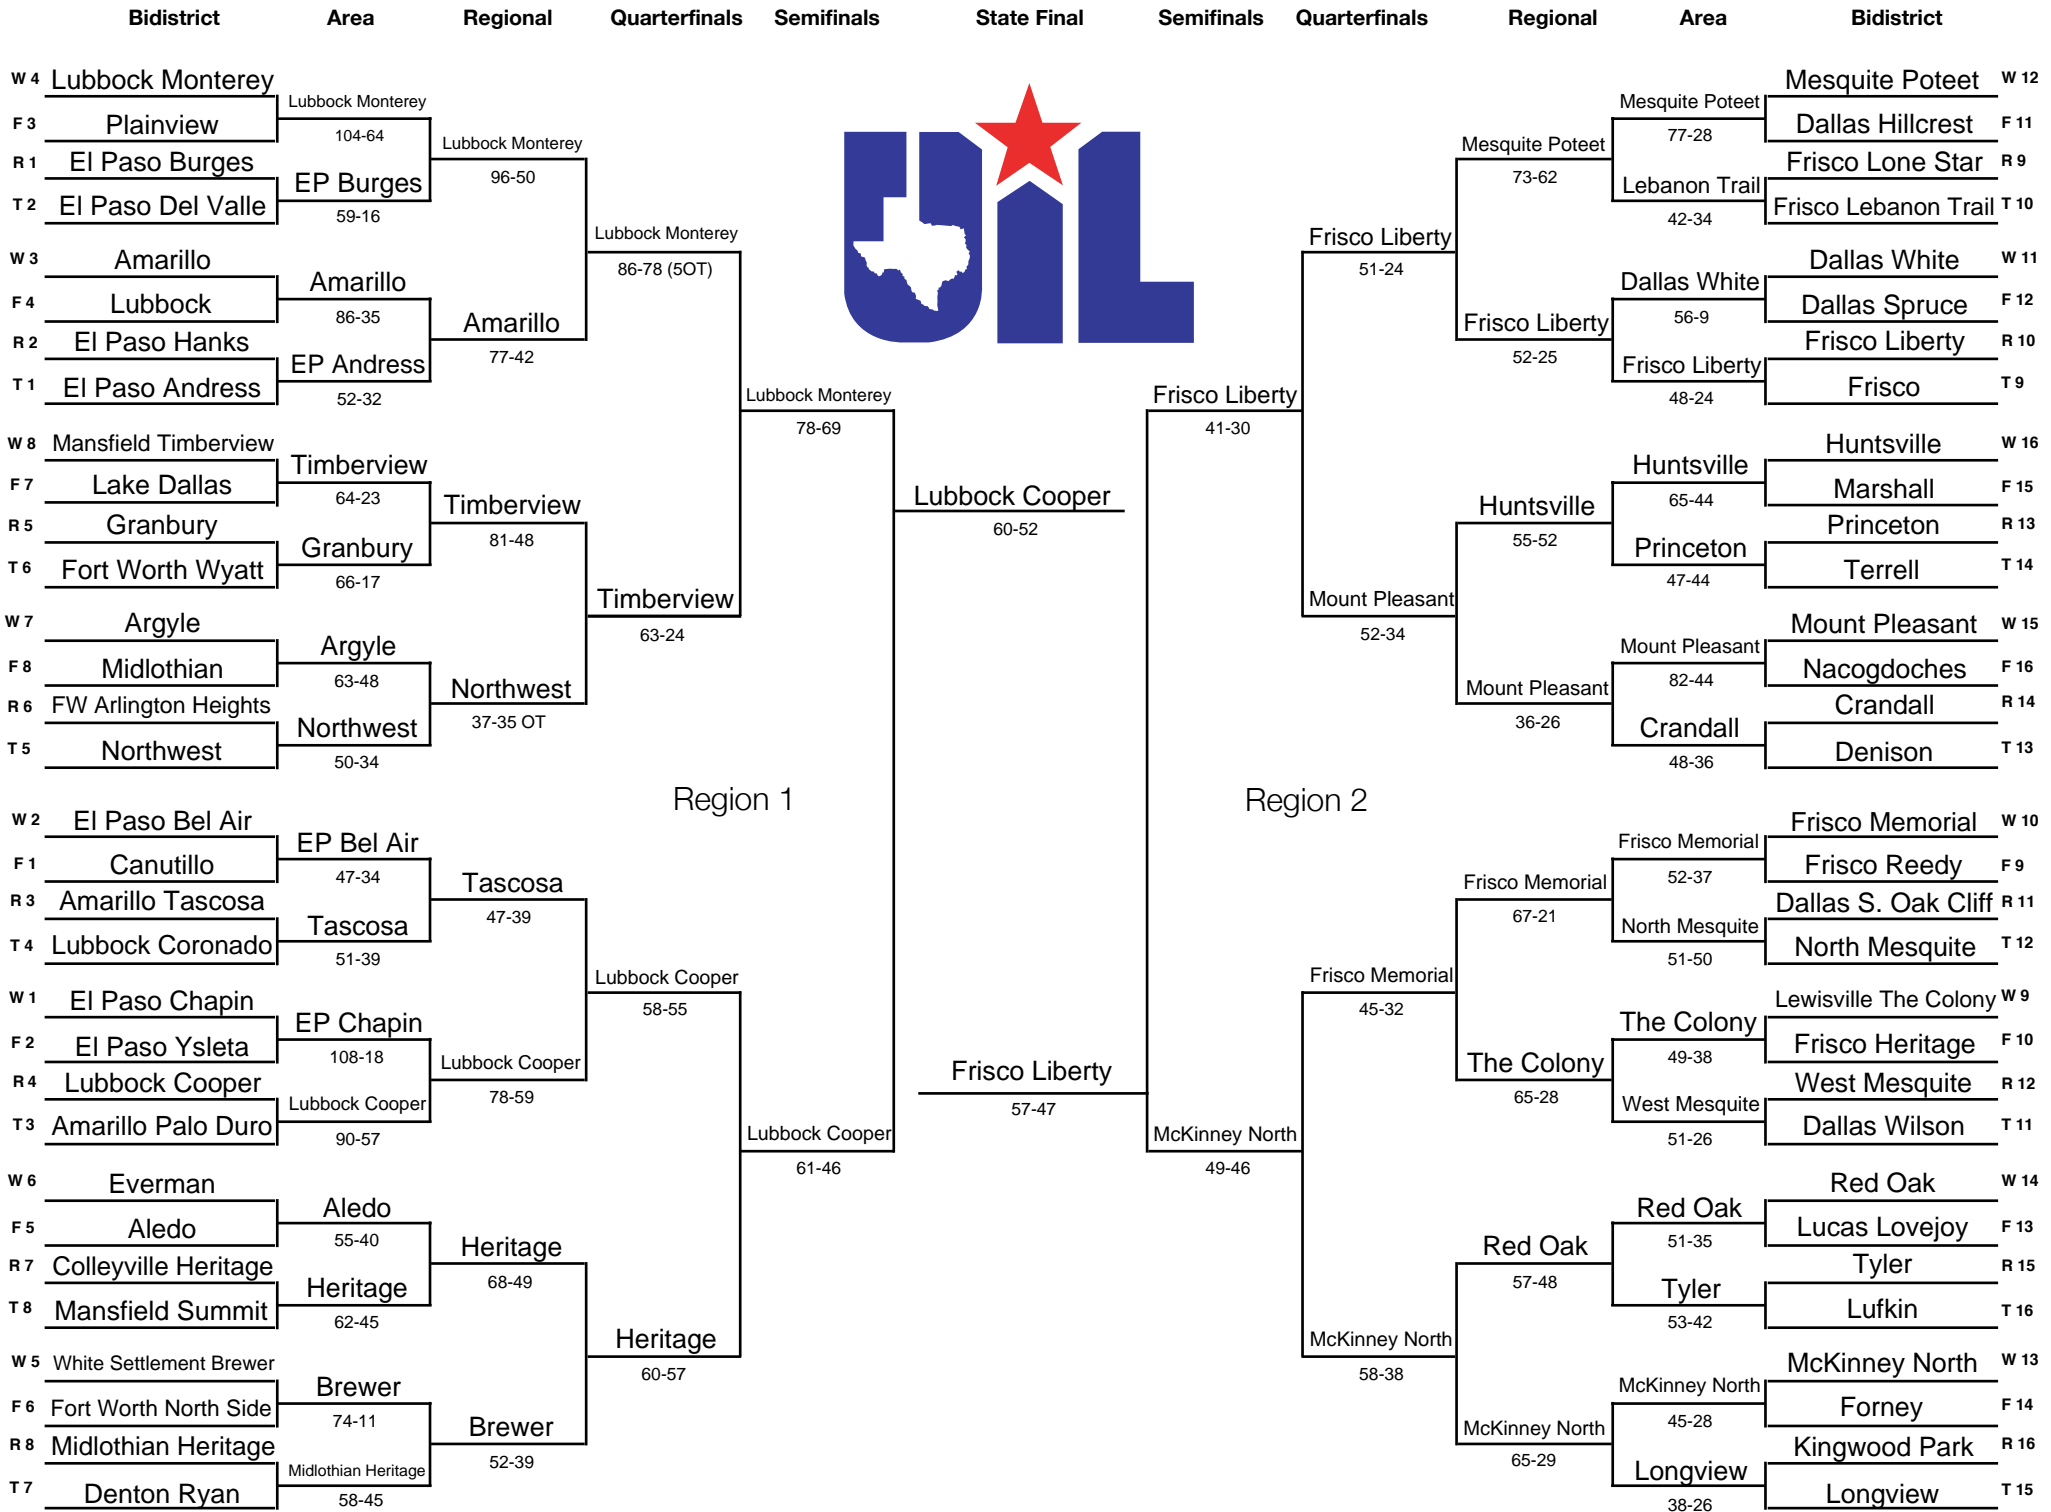 Bidistrict Area Regional Quarterfinals Semifinals State Final Semifinals Quarterfinals Regional Area Bidistrict
W 4 Lubbock Monterey
Lubbock Monterey
F 3 Plainview
104-64
Lubbock Monterey
R 1 El Paso Burges
96-50
EP Burges
T 2 El Paso Del Valle
59-16
Lubbock Monterey
86-78 (5OT)
W 3 Amarillo
Amarillo
F 4 Lubbock
86-35
Amarillo
R 2 El Paso Hanks
77-42
EP Andress
T 1 El Paso Andress
52-32
Lubbock Monterey
78-69
W 8 Mansfield Timberview
Timberview
F 7 Lake Dallas
64-23
Timberview
R 5 Granbury
81-48
Granbury
T 6 Fort Worth Wyatt
66-17
Timberview
63-24
W 7 Argyle
Argyle
F 8 Midlothian
63-48
Northwest
R 6 FW Arlington Heights
37-35 OT
Northwest
T 5 Northwest
50-34
Lubbock Cooper
60-52
Region 1
W 2 El Paso Bel Air
EP Bel Air
F 1 Canutillo
47-34
Tascosa
R 3 Amarillo Tascosa
47-39
Tascosa
T 4 Lubbock Coronado
51-39
Lubbock Cooper
58-55
W 1 El Paso Chapin
EP Chapin
F 2 El Paso Ysleta
108-18
Lubbock Cooper
R 4 Lubbock Cooper
78-59
Lubbock Cooper
T 3 Amarillo Palo Duro
90-57
Lubbock Cooper
61-46
W 6 Everman
Aledo
F 5 Aledo
55-40
Heritage
R 7 Colleyville Heritage
68-49
Heritage
T 8 Mansfield Summit
62-45
Heritage
60-57
W 5 White Settlement Brewer
Brewer
F 6 Fort Worth North Side
74-11
Brewer
R 8 Midlothian Heritage
52-39
Midlothian Heritage
T 7 Denton Ryan
58-45
UIL
Mesquite Poteet W 12
Mesquite Poteet
Dallas Hillcrest F 11
77-28
Mesquite Poteet
Frisco Lone Star R 9
73-62
Lebanon Trail
Frisco Lebanon Trail T 10
42-34
Frisco Liberty
51-24
Dallas White W 11
Dallas White
Dallas Spruce F 12
56-9
Frisco Liberty
Frisco Liberty R 10
52-25
Frisco Liberty
Frisco T 9
48-24
Frisco Liberty
41-30
Huntsville W 16
Huntsville
Marshall F 15
65-44
Huntsville
Princeton R 13
55-52
Princeton
Terrell T 14
47-44
Mount Pleasant
52-34
Mount Pleasant W 15
Mount Pleasant
Nacogdoches F 16
82-44
Mount Pleasant
Crandall R 14
36-26
Crandall
Denison T 13
48-36
Region 2
Frisco Memorial W 10
Frisco Memorial
Frisco Reedy F 9
52-37
Frisco Memorial
Dallas S. Oak Cliff R 11
67-21
North Mesquite
North Mesquite T 12
51-50
Frisco Memorial
45-32
Lewisville The Colony W 9
The Colony
Frisco Heritage F 10
49-38
The Colony
West Mesquite R 12
65-28
West Mesquite
Dallas Wilson T 11
51-26
Frisco Liberty
57-47
McKinney North
49-46
Red Oak W 14
Red Oak
Lucas Lovejoy F 13
51-35
Red Oak
Tyler R 15
57-48
Tyler
Lufkin T 16
53-42
McKinney North
58-38
McKinney North W 13
McKinney North
Forney F 14
45-28
McKinney North
Kingwood Park R 16
65-29
Longview
Longview T 15
38-26